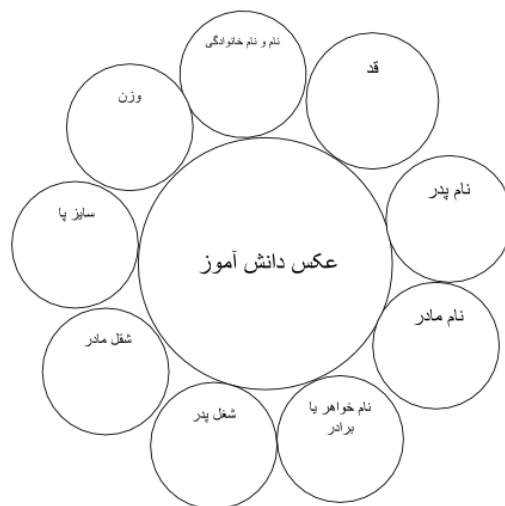 نام و نام خانوادگی
قد
وزن
نام پدر
سایز پا
عکس دانش آموز
نام مادر
شغل مادر
نام خواهر یا
برادر
شغل پدر